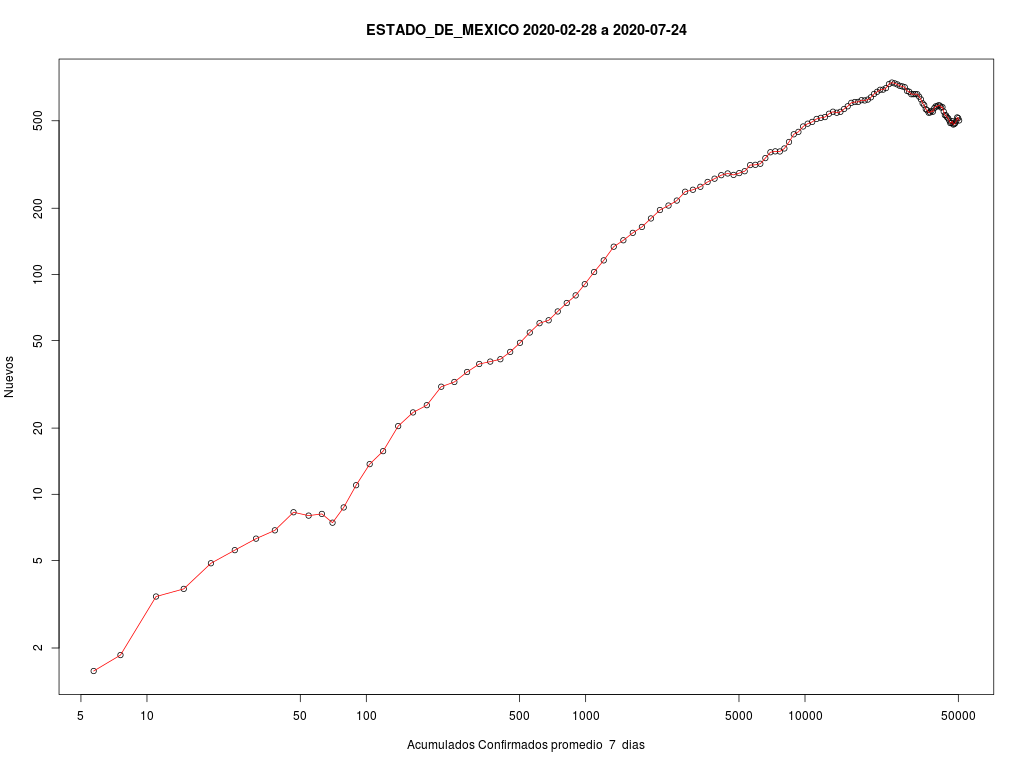 ESTADO_DE_MEXICO 2020-02-28 a 2020-07-24
Nuevos
500
200
100
50
20
10
5
2
5 10 50 100 500 1000 5000 10000 50000
Acumulados Confirmados promedio 7 dias